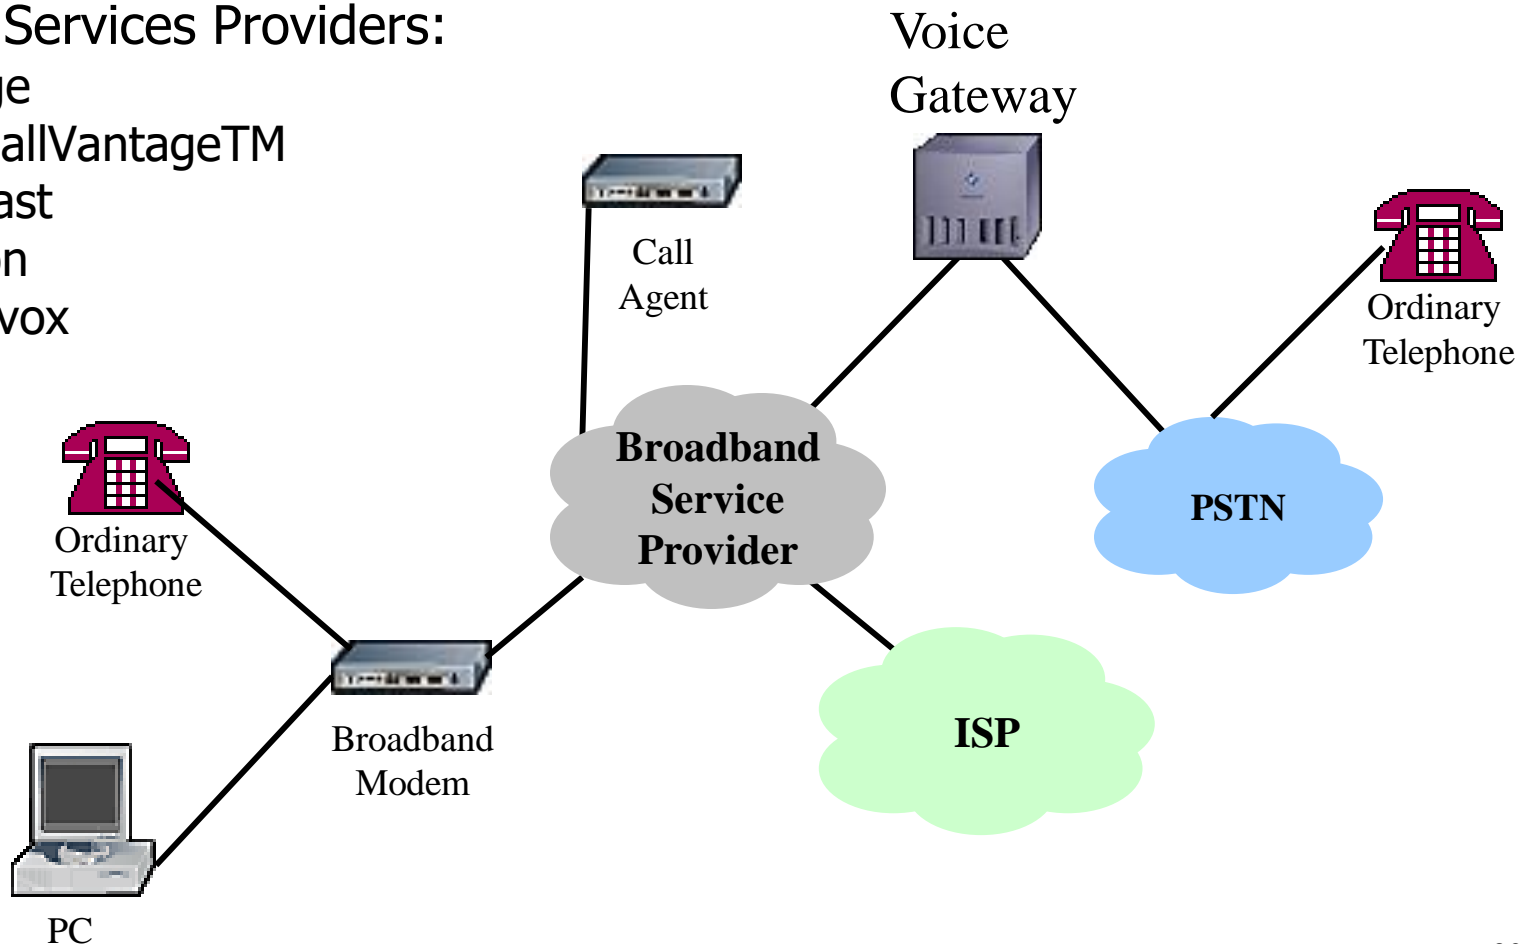 Services Providers:
ge
allVantageTM
ast
on
vox
Voice
Gateway
Call
Agent
Ordinary
Telephone
Ordinary
Telephone
Broadband
Service
Provider
PSTN
Broadband
Modem
ISP
PC